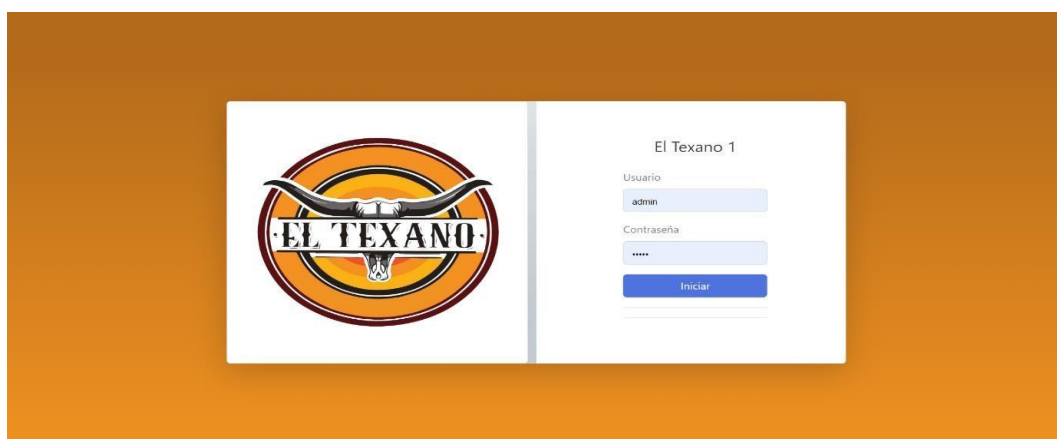 ·EL TEXANO·
El Texano 1
Usuario
admin
Contraseña
•••••
Iniciar